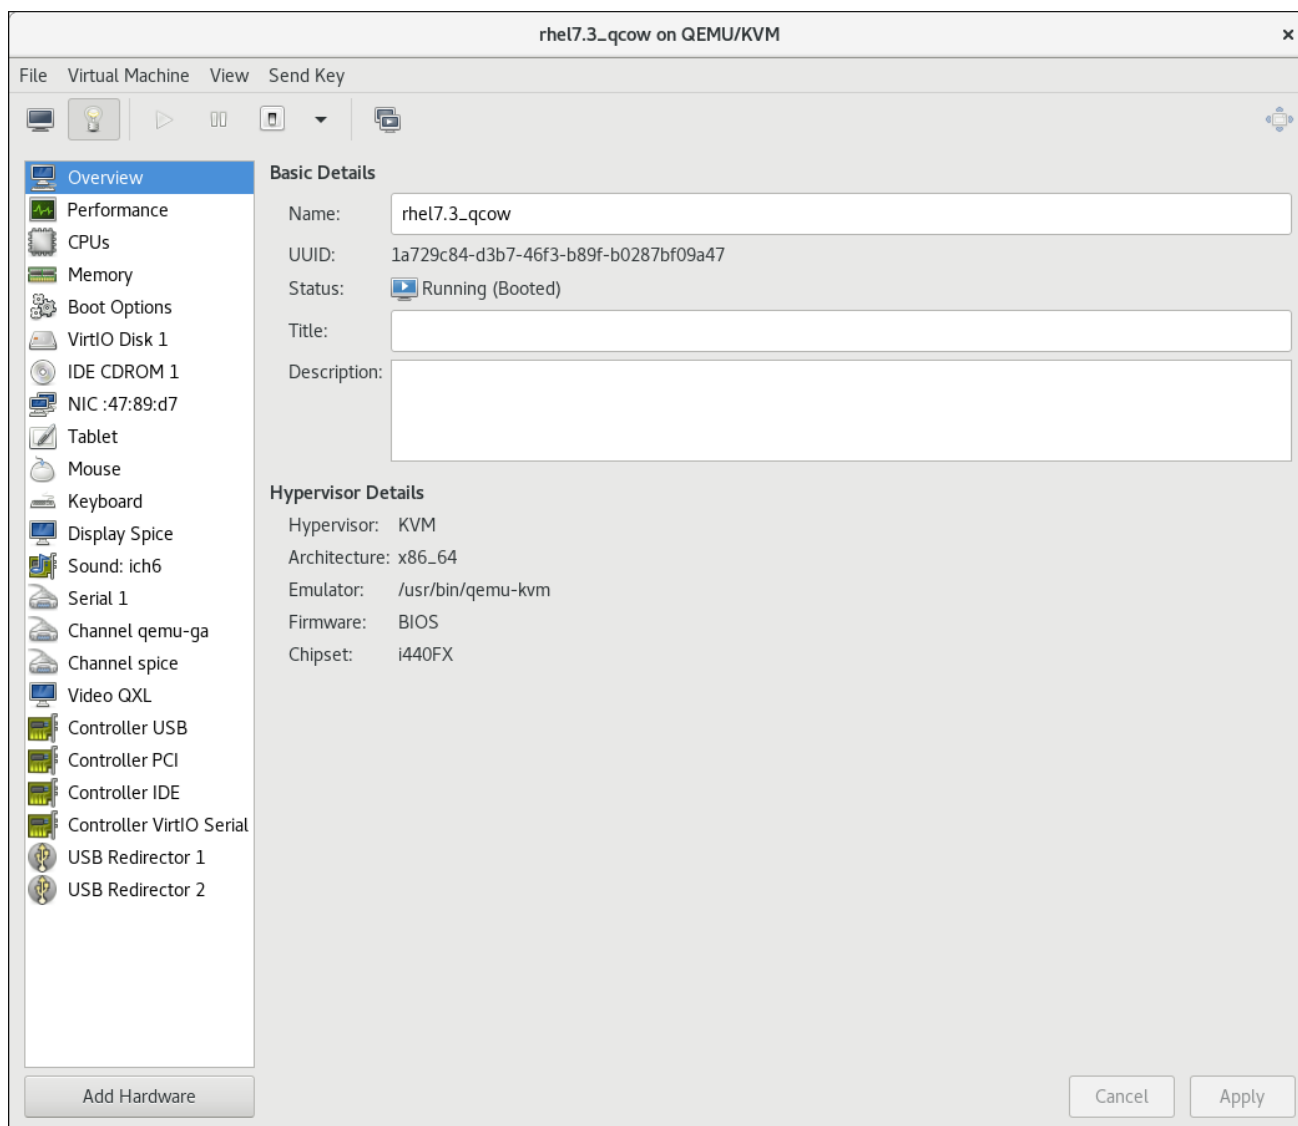 rhel7.3_qcow on QEMU/KVM
File Virtual Machine View Send Key
Overview
Performance
CPUs
Memory
Boot Options
VirtIO Disk 1
IDE CDROM 1
NIC :47:89:d7
Tablet
Mouse
Keyboard
Display Spice
Sound: ich6
Serial 1
Channel qemu-ga
Channel spice
Video QXL
Controller USB
Controller PCI
Controller IDE
Controller VirtIO Serial
USB Redirector 1
USB Redirector 2
Add Hardware
Basic Details
Name: rhel7.3_qcow
UUID: 1a729c84-d3b7-46f3-b89f-b0287bf09a47
Status: Running (Booted)
Title:
Description:
Hypervisor Details
Hypervisor: KVM
Architecture: x86_64
Emulator: /usr/bin/qemu-kvm
Firmware: BIOS
Chipset: i440FX
Cancel Apply